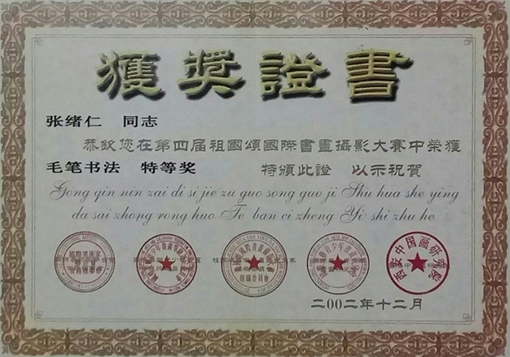 獲獎證書
张绪仁 同志
恭欽您在第四届祖國頌國際書畫攝影大赛中榮獲
毛笔书法 特等奖 特頒此證 以示祝賀
Gong qin nin zai di si jie zu guo song guo ji Shu hua she ying
da sai zhong rong huo Te ban ci zheng Yi shi zhu he
二00二年十二月